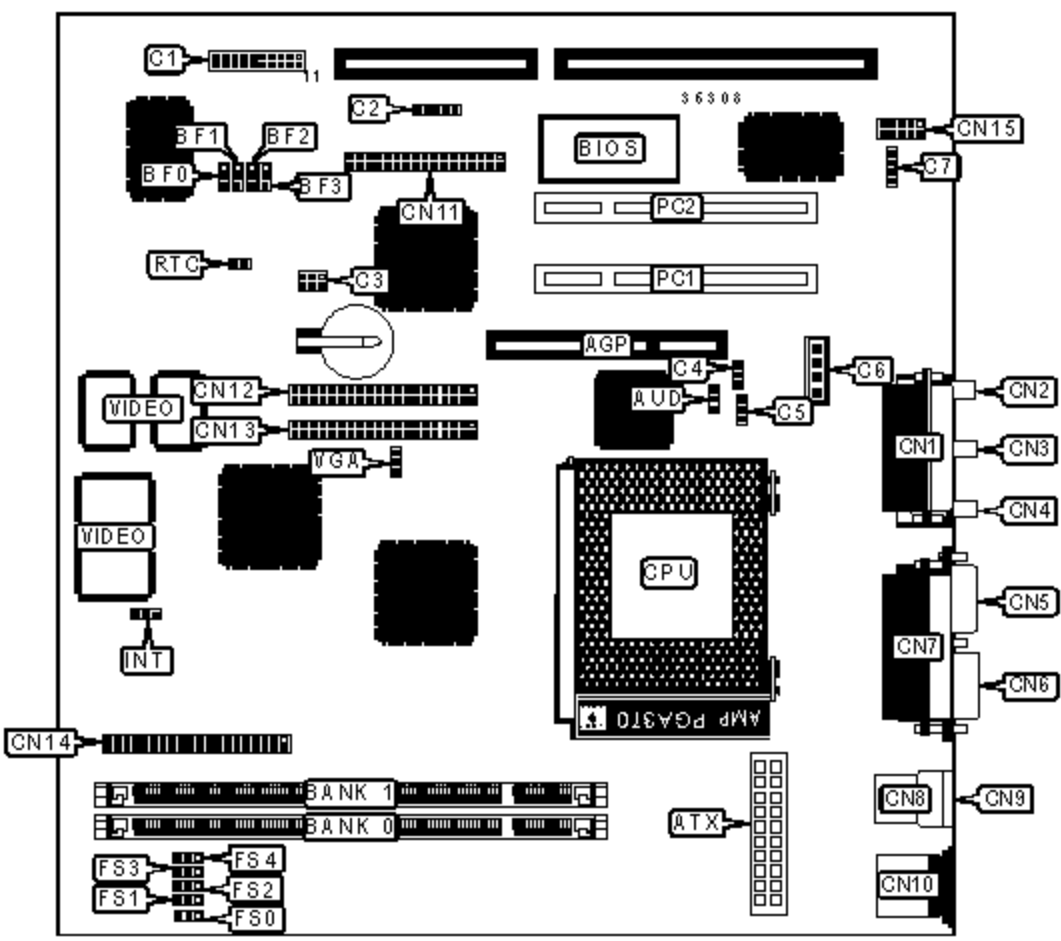 C1
11
C2
36308
BF1
BF2
BIOS
CN15
BF0
BF3
C7
CN11
PC2
RTC
C3
PC1
AGP
C4
C6
CN12
AUD
C5
CN2
VIDEO
CN13
CN1
CN3
VGA
CN4
VIDEO
CPU
CN5
INT
CN7
CN6
AMP PGA370
CN14
BANK 1
CN8
CN9
BANK 0
ATX
FS4
FS3
FS2
CN10
FS1
FS0